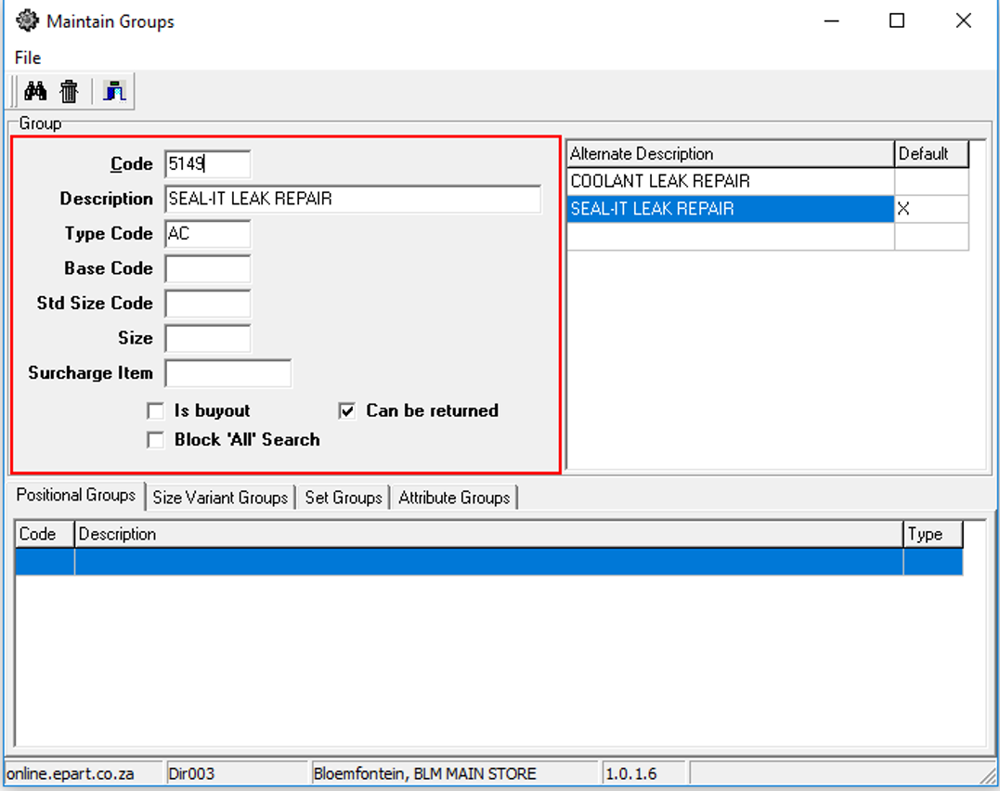 Maintain Groups
File
Group
Code 5149
Description SEAL-IT LEAK REPAIR
Type Code AC
Base Code
Std Size Code
Size
Surcharge Item
Is buyout Can be returned
Block 'All' Search
Alternate Description Default
COOLANT LEAK REPAIR
SEAL-IT LEAK REPAIR X
Positional Groups Size Variant Groups Set Groups Attribute Groups
Code Description Type
online.epart.co.za Dir003 Bloemfontein, BLM MAIN STORE 1.0.1.6